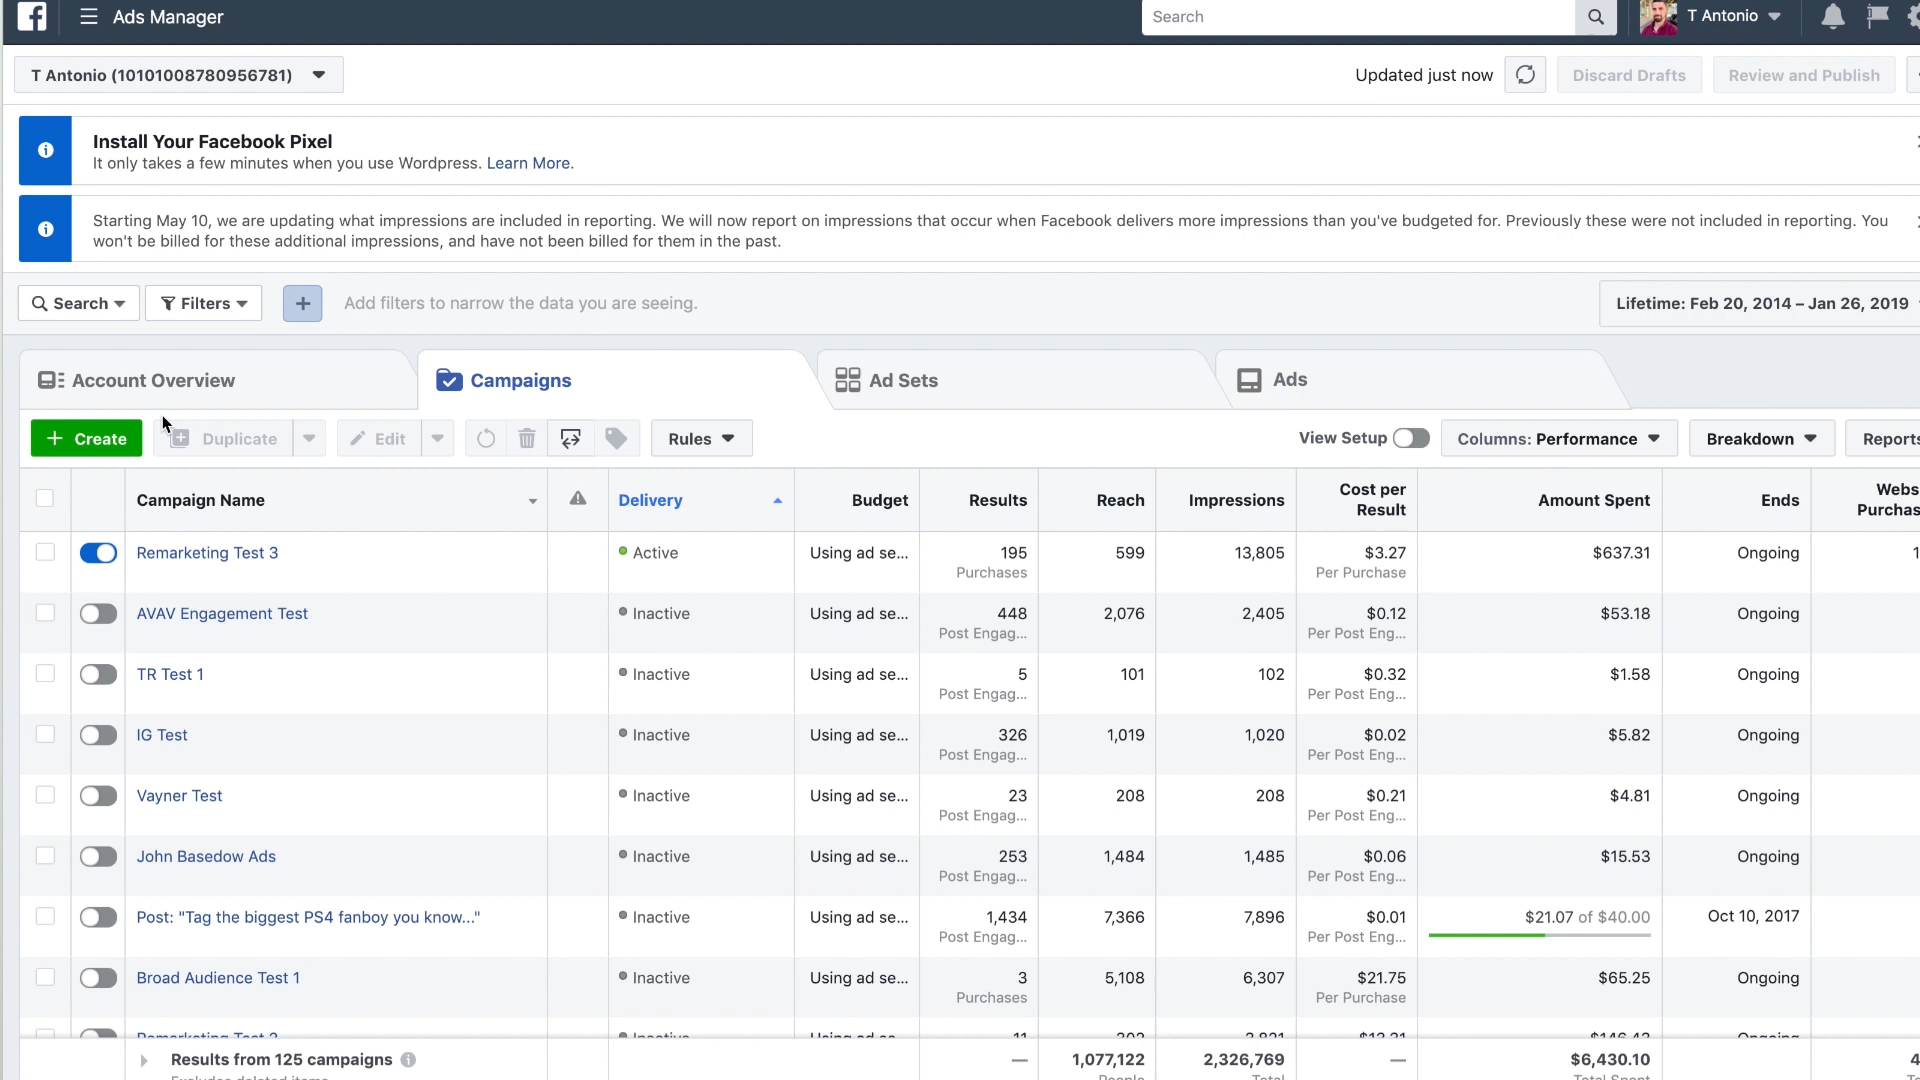 Ads Manager
Search
T Antonio
T Antonio (10101008780956781)
Updated just now
Discard Drafts
Review and Publish
Install Your Facebook Pixel
It only takes a few minutes when you use Wordpress. Learn More.
Starting May 10, we are updating what impressions are included in reporting. We will now report on impressions that occur when Facebook delivers more impressions than you've budgeted for. Previously these were not included in reporting. You
won't be billed for these additional impressions, and have not been billed for them in the past.
Search
Filters
+
Add filters to narrow the data you are seeing.
Lifetime: Feb 20, 2014 – Jan 26, 2019
Account Overview
Campaigns
Ad Sets
Ads
+ Create
Duplicate
Edit
Rules
View Setup
Columns: Performance
Breakdown
Reports
Campaign Name
Delivery
Budget
Results
Reach
Impressions
Cost per
Result
Amount Spent
Ends
Webs
Purchas
Remarketing Test 3 Active Using ad se... 195 599 13,805 $3.27 $637.31 Ongoing 1
Purchases Per Purchase
AVAV Engagement Test Inactive Using ad se... 448 2,076 2,405 $0.12 $53.18 Ongoing
Post Engag... Per Post Eng...
TR Test 1 Inactive Using ad se... 5 101 102 $0.32 $1.58 Ongoing
Post Engag... Per Post Eng...
IG Test Inactive Using ad se... 326 1,019 1,020 $0.02 $5.82 Ongoing
Post Engag... Per Post Eng...
Vayner Test Inactive Using ad se... 23 208 208 $0.21 $4.81 Ongoing
Post Engag... Per Post Eng...
John Basedow Ads Inactive Using ad se... 253 1,484 1,485 $0.06 $15.53 Ongoing
Post Engag... Per Post Eng...
Post: "Tag the biggest PS4 fanboy you know..." Inactive Using ad se... 1,434 7,366 7,896 $0.01 $21.07 of $40.00 Oct 10, 2017
Post Engag... Per Post Eng...
Broad Audience Test 1 Inactive Using ad se... 3 5,108 6,307 $21.75 $65.25 Ongoing
Purchases Per Purchase
Inactive Using ad se... Ongoing
Results from 125 campaigns — 1,077,122 2,326,769 — $6,430.10 4
Excludes deleted items People Total Total Spent